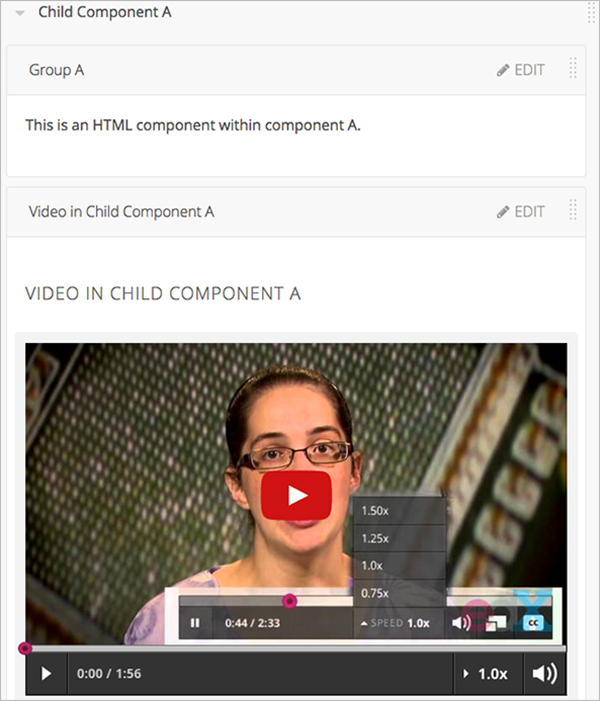 Child Component A
Group A
EDIT
This is an HTML component within component A.
Video in Child Component A
EDIT
VIDEO IN CHILD COMPONENT A
1.50x
1.25x
1.0x
0.75x
0:44 / 2:33
SPEED 1.0x
cc
0:00 / 1:56
1.0x